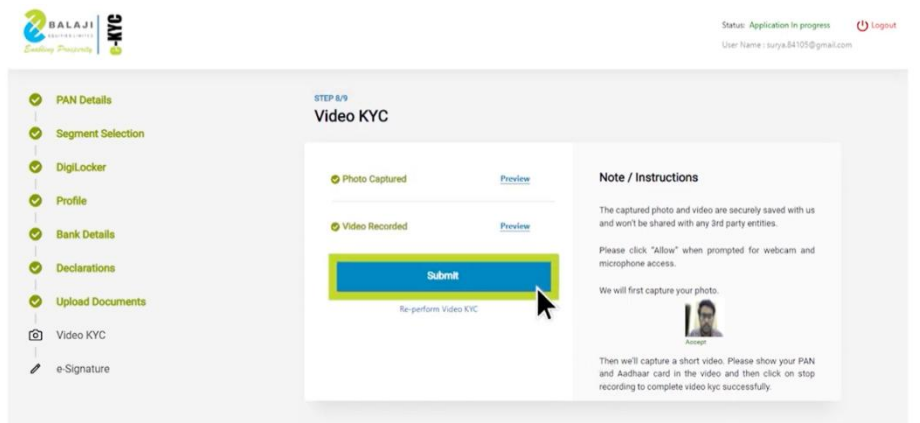 BALAJI
EQUITIES LIMITED
Enabling Prosperity
e-KYC
Status: Application In progress
Logout
User Name : surya.64105@gmail.com
PAN Details
Segment Selection
DigiLocker
Profile
Bank Details
Declarations
Upload Documents
Video KYC
e-Signature
STEP 8/9
Video KYC
Photo Captured
Preview
Video Recorded
Preview
Submit
Re-perform Video KYC
Note / Instructions
The captured photo and video are securely saved with us
and won't be shared with any 3rd party entities.
Please click "Allow" when prompted for webcam and
microphone access.
We will first capture your photo.
Accept
Then we'll capture a short video. Please show your PAN
and Aadhaar card in the video and then click on stop
recording to complete video kyc successfully.